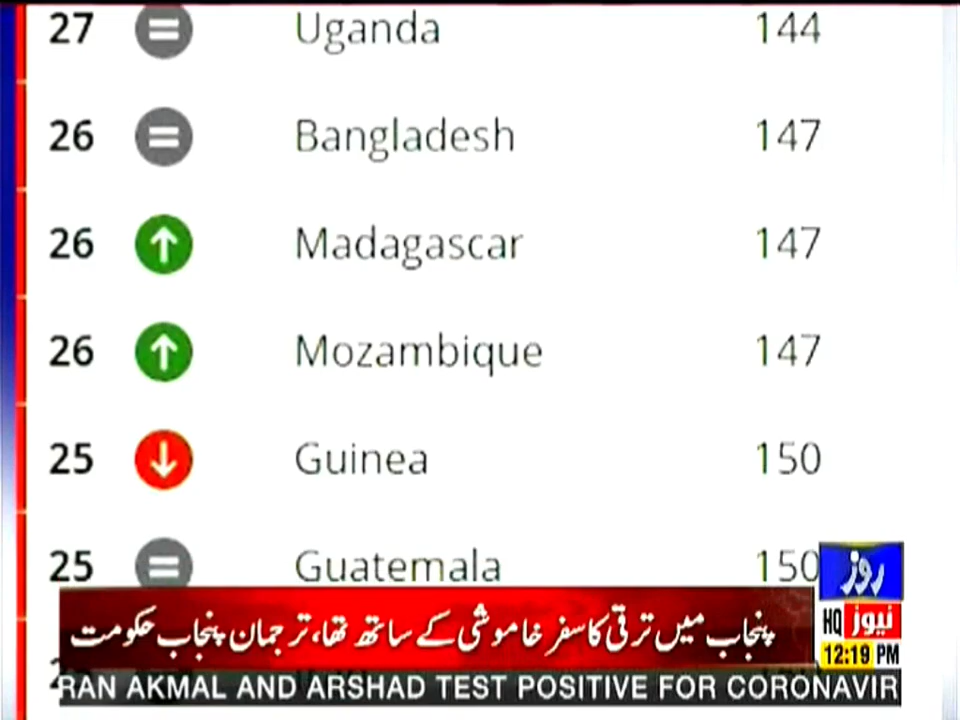 27 Uganda 144
26 Bangladesh 147
26 Madagascar 147
26 Mozambique 147
25 Guinea 150
25 Guatemala 150
روز
HQ نیوز
12:19 PM
پنجاب میں ترقی کا سفر خاموشی کے ساتھ تھا، ترجمان پنجاب حکومت
RAN AKMAL AND ARSHAD TEST POSITIVE FOR CORONAVIR